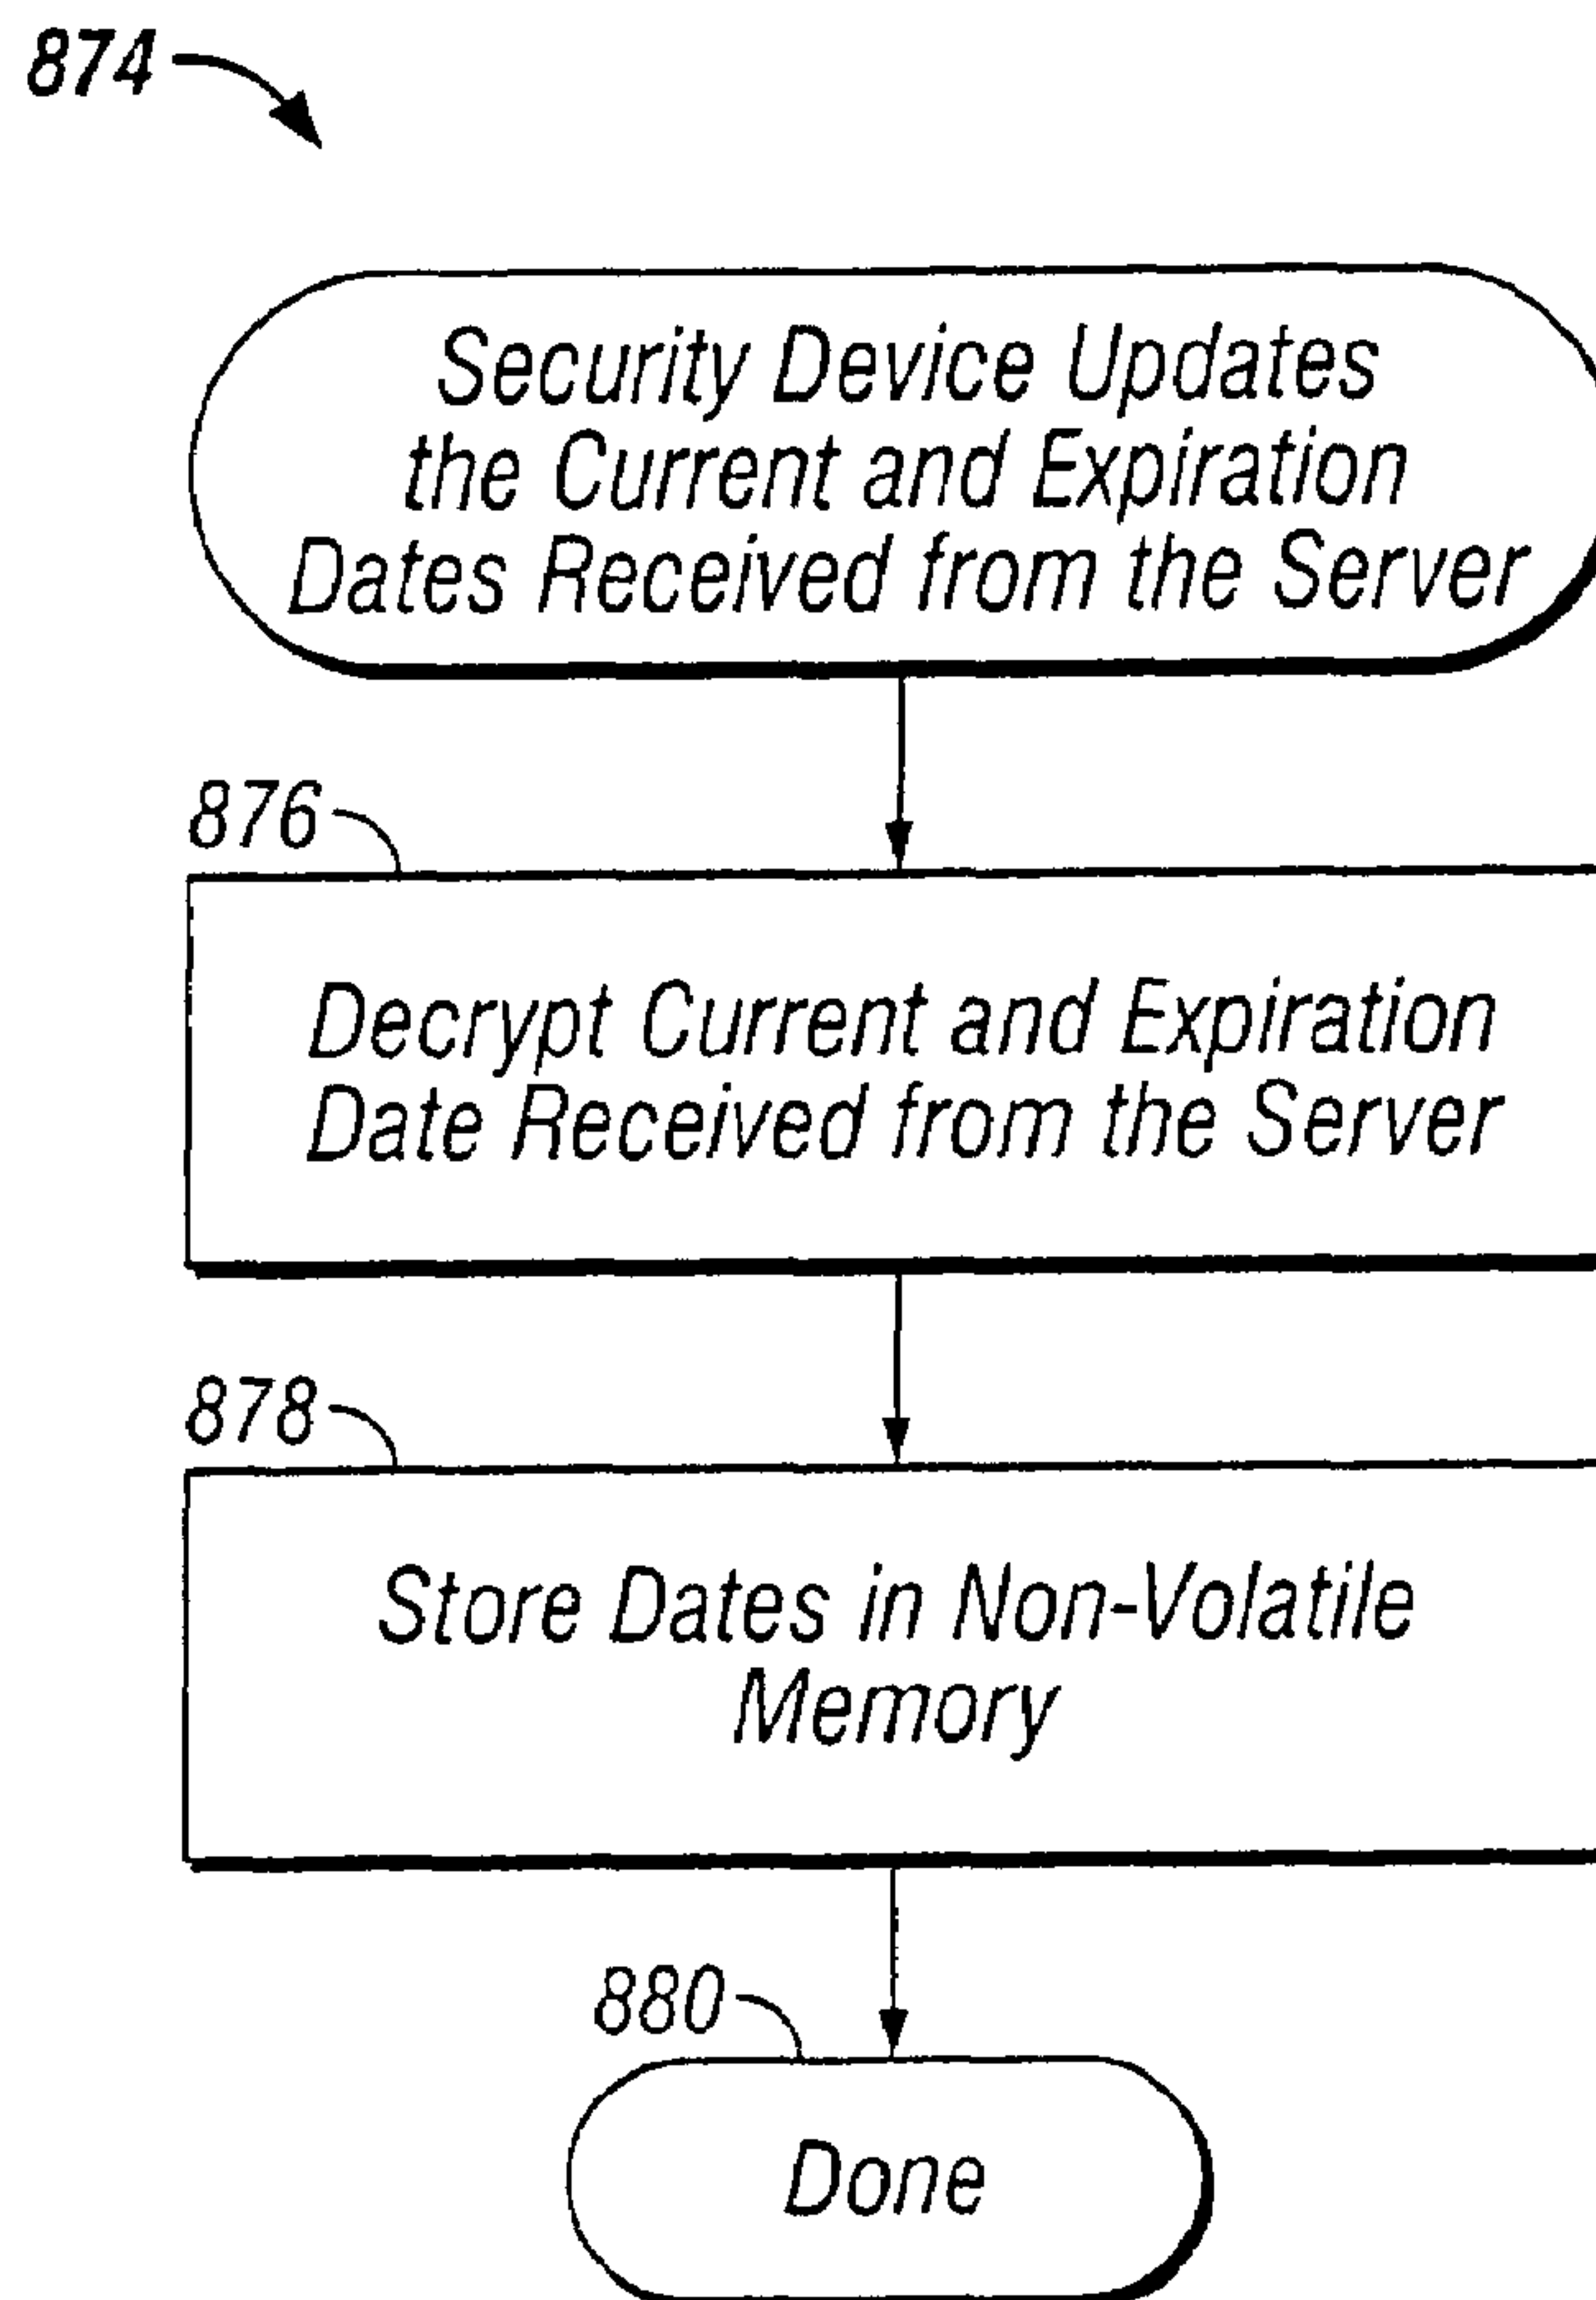 874
Security Device Updates
the Current and Expiration
Dates Received from the Server
876
Decrypt Current and Expiration
Date Received from the Server
878
Store Dates in Non-Volatile
Memory
880
Done